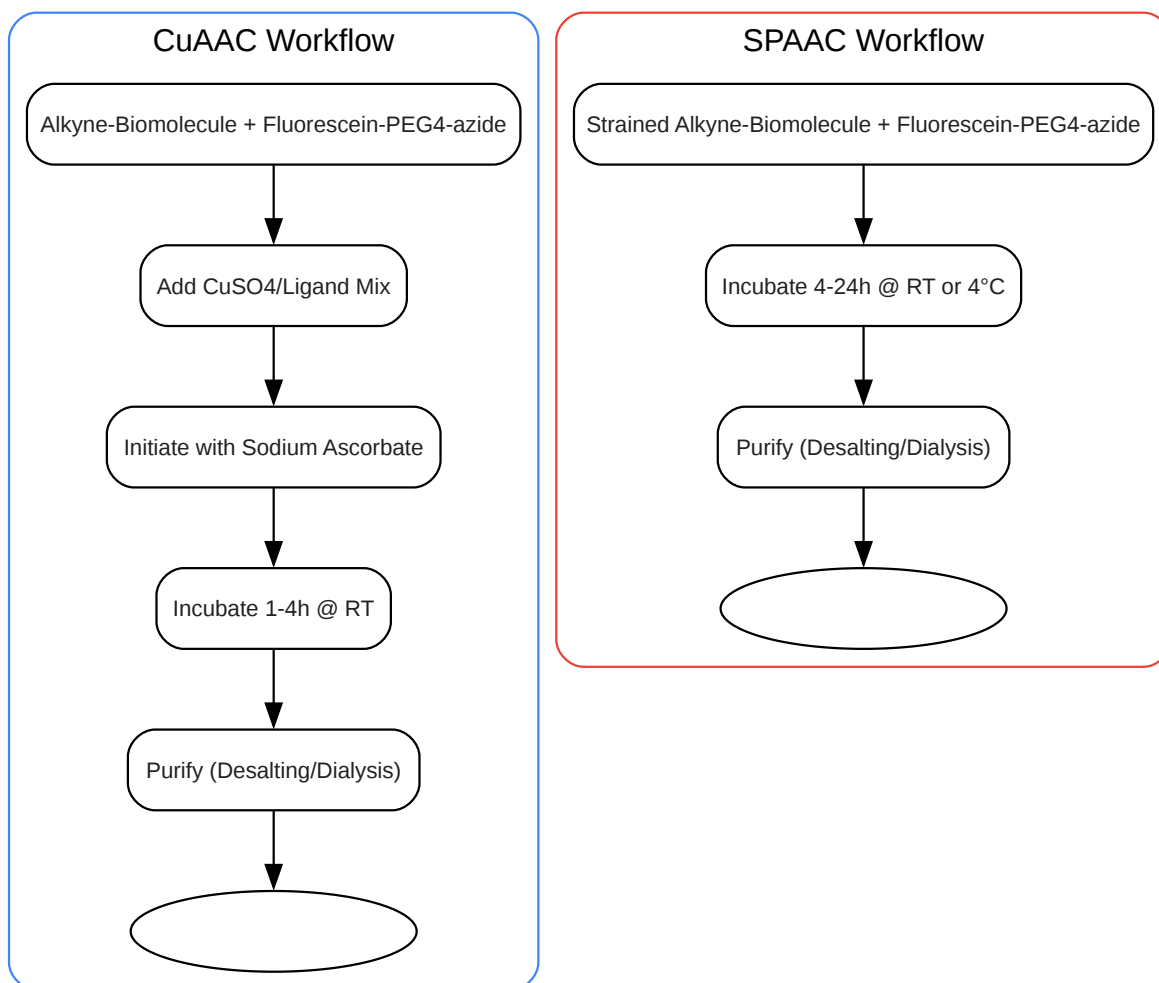 CuAAC Workflow
Alkyne-Biomolecule + Fluorescein-PEG4-azide
Add CuSO4/Ligand Mix
Initiate with Sodium Ascorbate
Incubate 1-4h @ RT
Purify (Desalting/Dialysis)
SPAAC Workflow
Strained Alkyne-Biomolecule + Fluorescein-PEG4-azide
Incubate 4-24h @ RT or 4°C
Purify (Desalting/Dialysis)